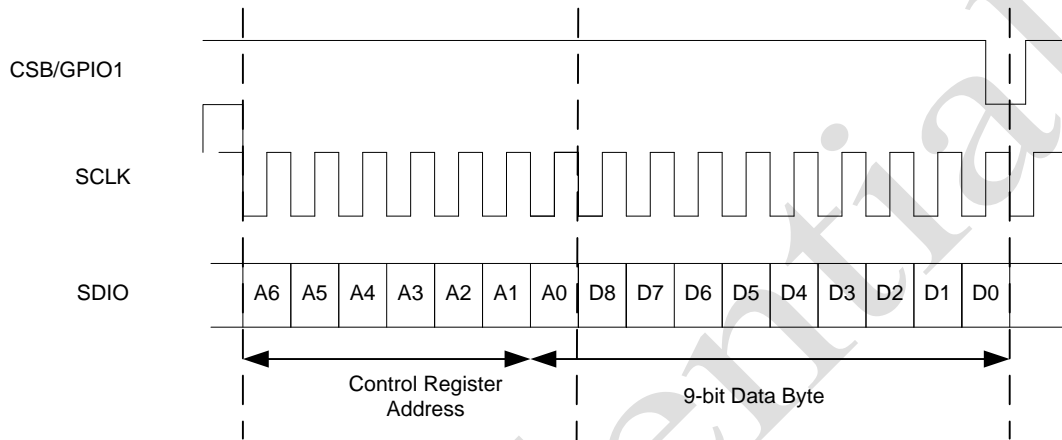 CSB/GPIO1
SCLK
SDIO
A6 A5 A4 A3 A2 A1 A0 D8 D7 D6 D5 D4 D3 D2 D1 D0
Control Register
Address
9-bit Data Byte